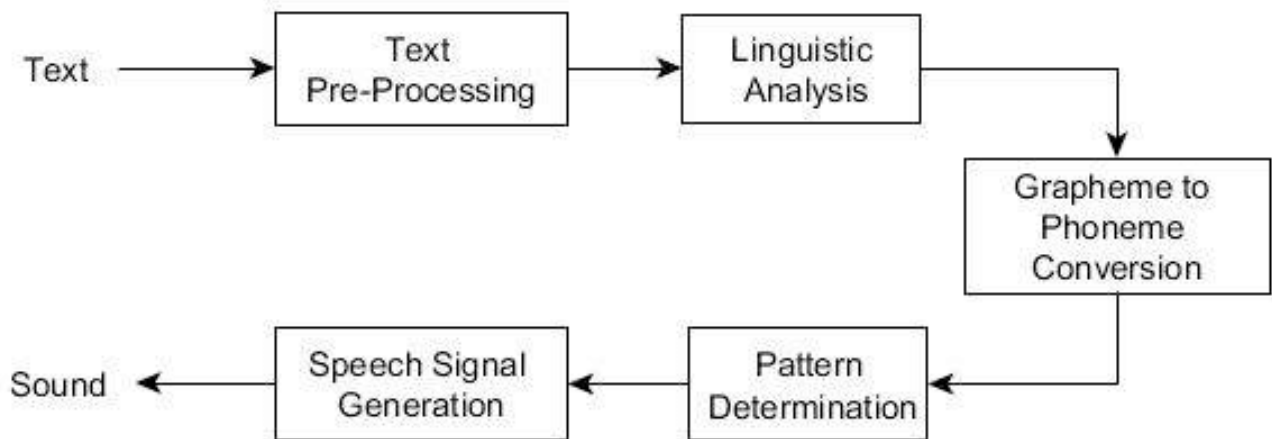 Text
Text
Pre-Processing
Linguistic
Analysis
Grapheme to
Phoneme
Conversion
Pattern
Determination
Speech Signal
Generation
Sound